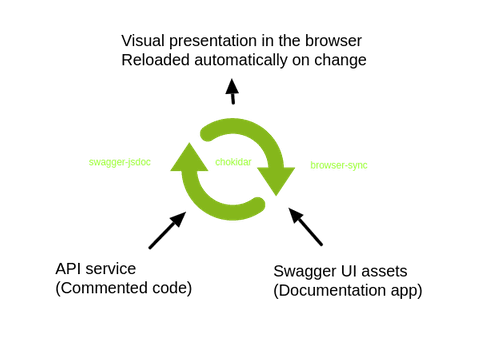 Visual presentation in the browser
Reloaded automatically on change
swagger-jsdoc
chokidar
browser-sync
API service
(Commented code)
Swagger UI assets
(Documentation app)